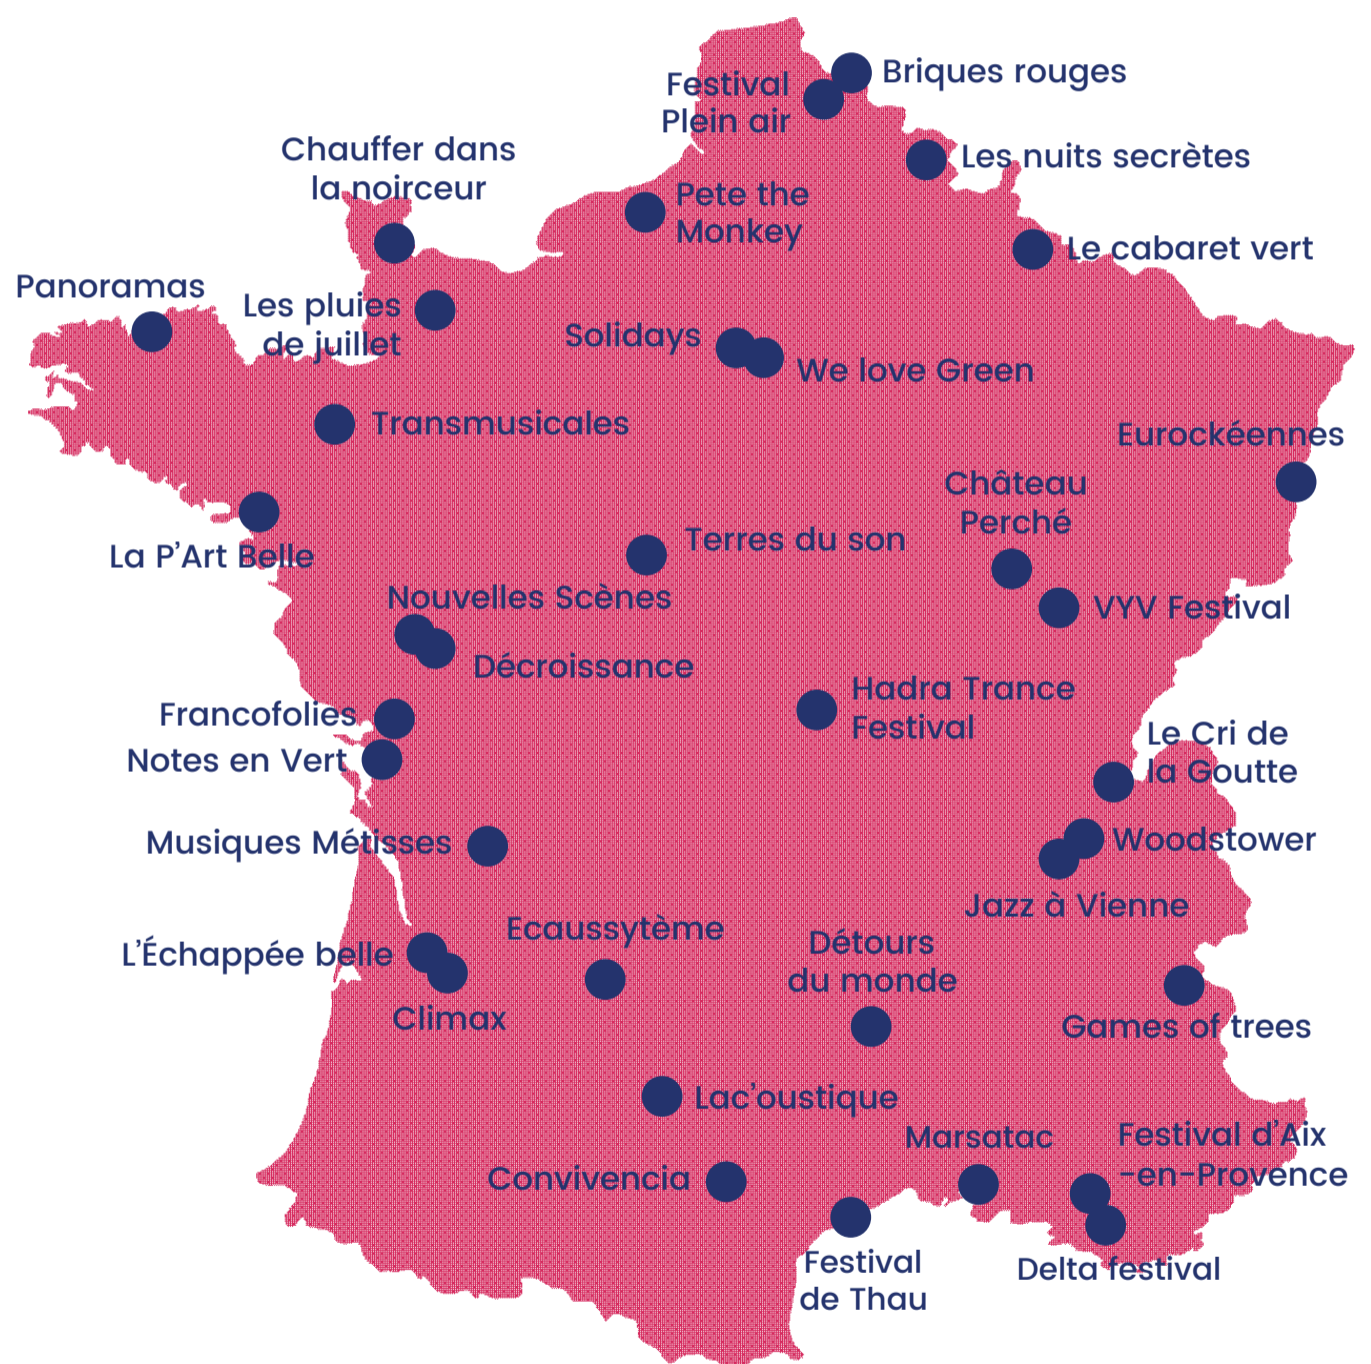 Briques rouges
Festival
Plein air
Chauffer dans
la noirceur
Les nuits secrètes
Pete the
Monkey
Le cabaret vert
Panoramas
Les pluies
de juillet
Solidays
We love Green
Transmusicales
Eurockéennes
Château
Perché
Terres du son
La P’Art Belle
Nouvelles Scènes
VYV Festival
Décroissance
Hadra Trance
Festival
Francofolies
Le Cri de
la Goutte
Notes en Vert
Musiques Métisses
Woodstower
Jazz à Vienne
Ecaussytème
Détours
du monde
L’Échappée belle
Climax
Games of trees
Lac’oustique
Marsatac
Festival d’Aix
-en-Provence
Convivencia
Festival
de Thau
Delta festival